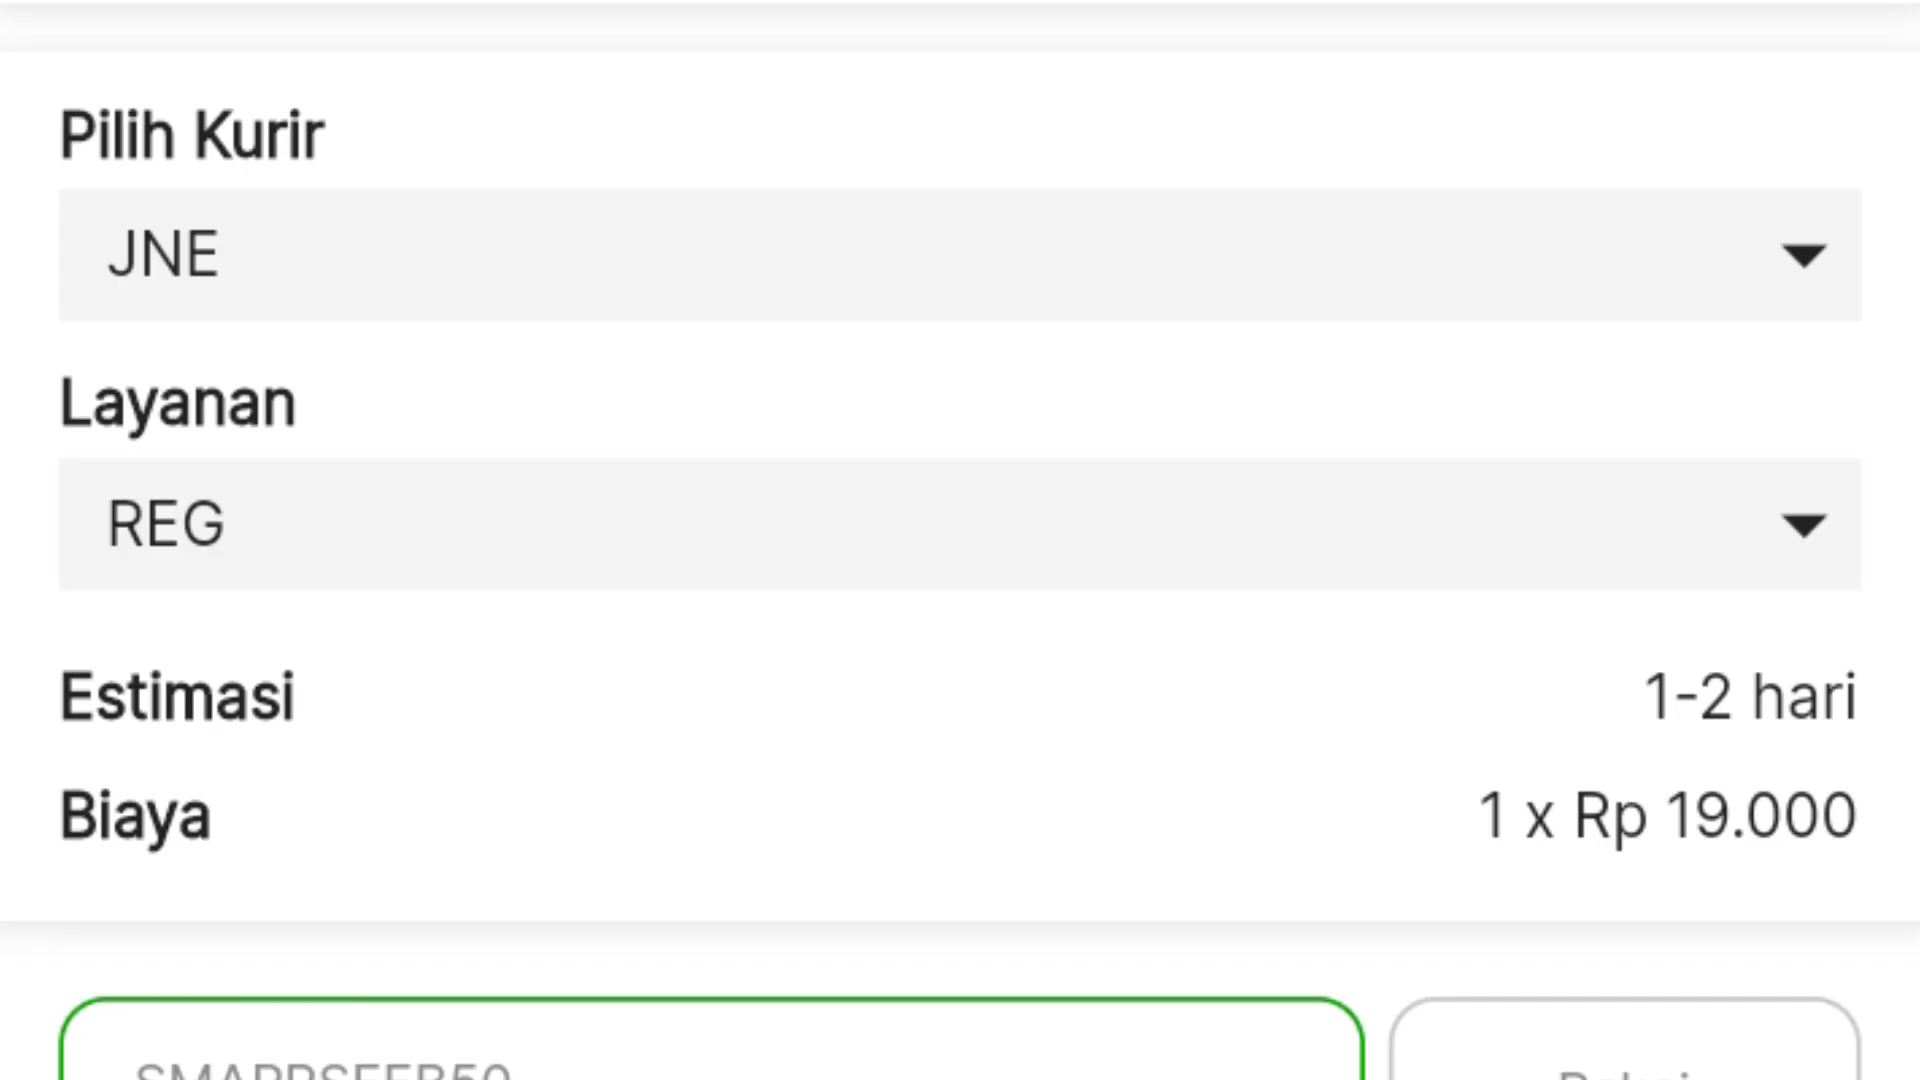 Pilih Kurir
JNE
Layanan
REG
Estimasi
1-2 hari
Biaya
1 x Rp 19.000